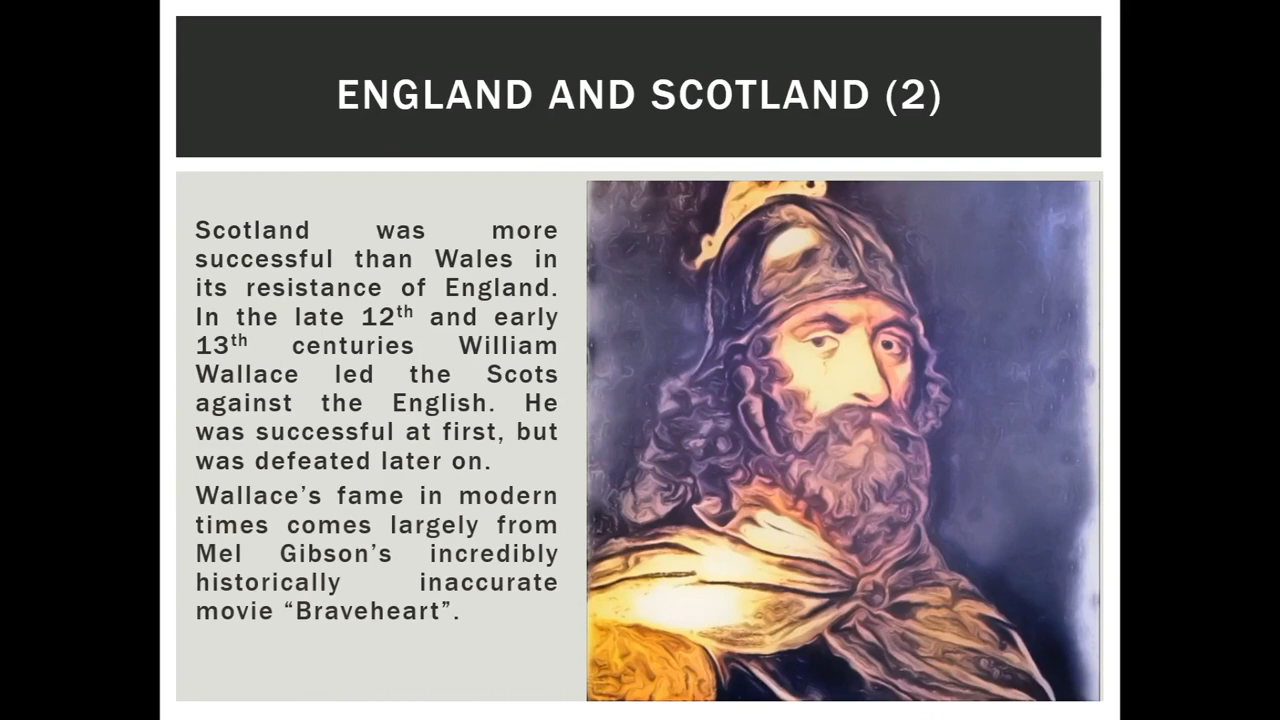 ENGLAND AND SCOTLAND (2)
Scotland was more
successful than Wales in
its resistance of England.
In the late 12th and early
13th centuries William
Wallace led the Scots
against the English. He
was successful at first, but
was defeated later on.
Wallace’s fame in modern
times comes largely from
Mel Gibson’s incredibly
historically inaccurate
movie “Braveheart”.